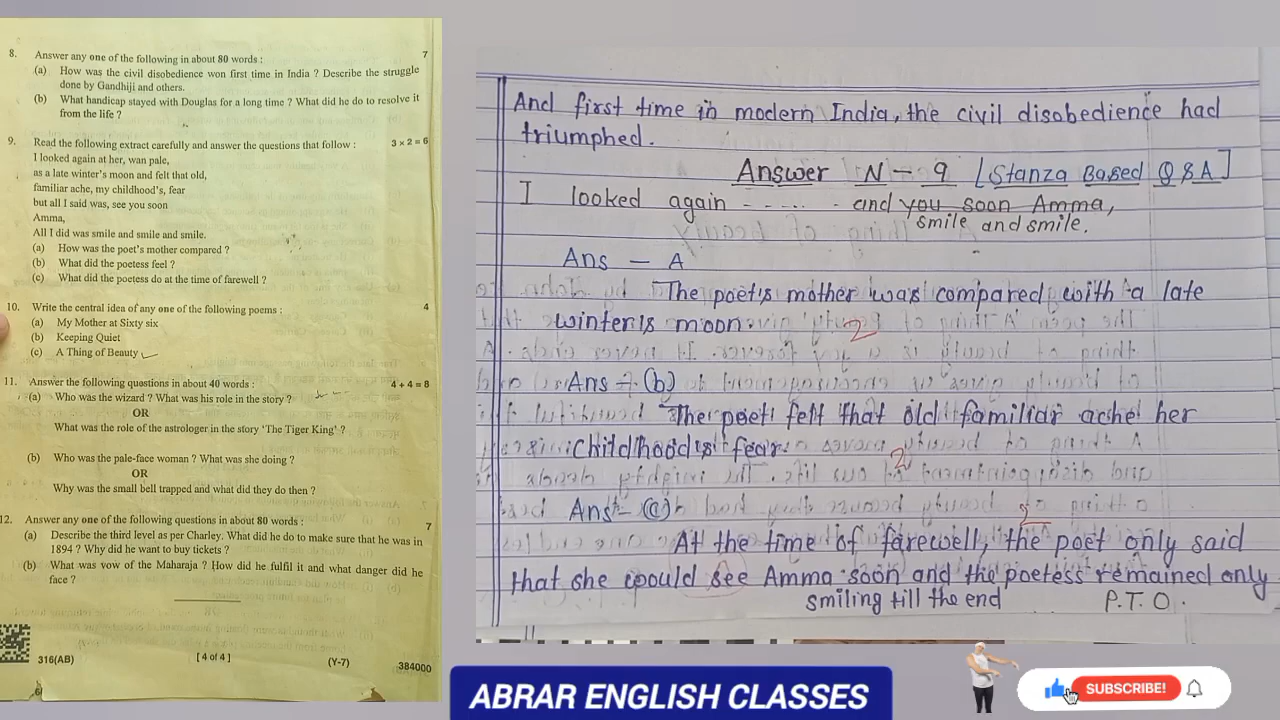 8. Answer any one of the following in about 80 words : 7
(a) How was the civil disobedience won first time in India ? Describe the struggle
done by Gandhiji and others.
(b) What handicap stayed with Douglas for a long time ? What did he do to resolve it
from the life ?
9. Read the following extract carefully and answer the questions that follow : 3 × 2 = 6
I looked again at her, wan pale,
as a late winter's moon and felt that old,
familiar ache, my childhood's, fear
but all I said was, see you soon
Amma,
All I did was smile and smile and smile.
(a) How was the poet's mother compared ?
(b) What did the poetess feel ?
(c) What did the poetess do at the time of farewell ?
10. Write the central idea of any one of the following poems : 4
(a) My Mother at Sixty six
(b) Keeping Quiet
(c) A Thing of Beauty
11. Answer the following questions in about 40 words : 4 + 4 = 8
(a) Who was the wizard ? What was his role in the story ?
OR
What was the role of the astrologer in the story 'The Tiger King' ?
(b) Who was the pale-face woman ? What was she doing ?
OR
Why was the small bell trapped and what did they do then ?
12. Answer any one of the following questions in about 80 words : 7
(a) Describe the third level as per Charley. What did he do to make sure that he was in
1894 ? Why did he want to buy tickets ?
(b) What was vow of the Maharaja ? How did he fulfil it and what danger did he
face ?
316(AB) [ 4 of 4 ] (Y-7) 384000
And first time in modern India, the civil disobedience had
triumphed.
Answer N - 9 [Stanza Based Q & A]
I looked again - ..... - and you soon Amma,
smile and smile.
Ans - A
The poet's mother was compared with a late
winter's moon. 2
Ans - (b)
The poet felt that old familiar ache her
childhood's fear. 2
Ans - (c)
At the time of farewell, the poet only said
that she would see Amma soon and the poetess remained only
smiling till the end P.T.O.
ABRAR ENGLISH CLASSES
SUBSCRIBE!